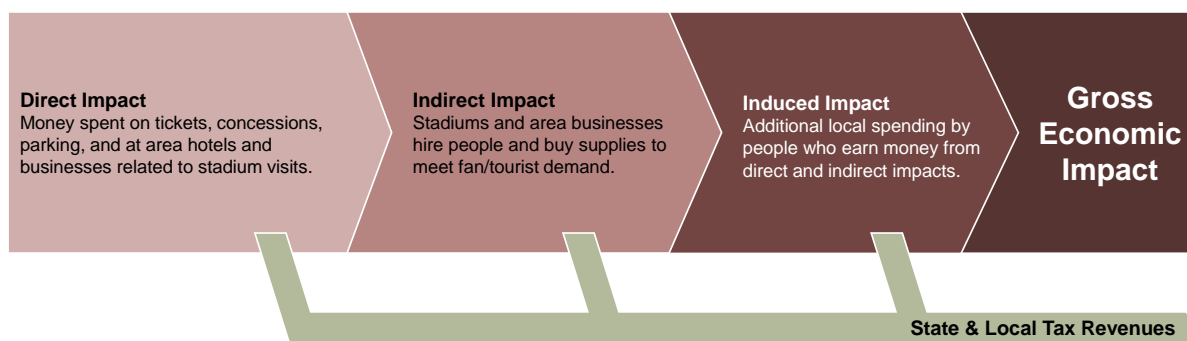 Direct Impact
Money spent on tickets, concessions,
parking, and at area hotels and
businesses related to stadium visits.
Indirect Impact
Stadiums and area businesses
hire people and buy supplies to
meet fan/tourist demand.
Induced Impact
Additional local spending by
people who earn money from
direct and indirect impacts.
Gross
Economic
Impact
State & Local Tax Revenues